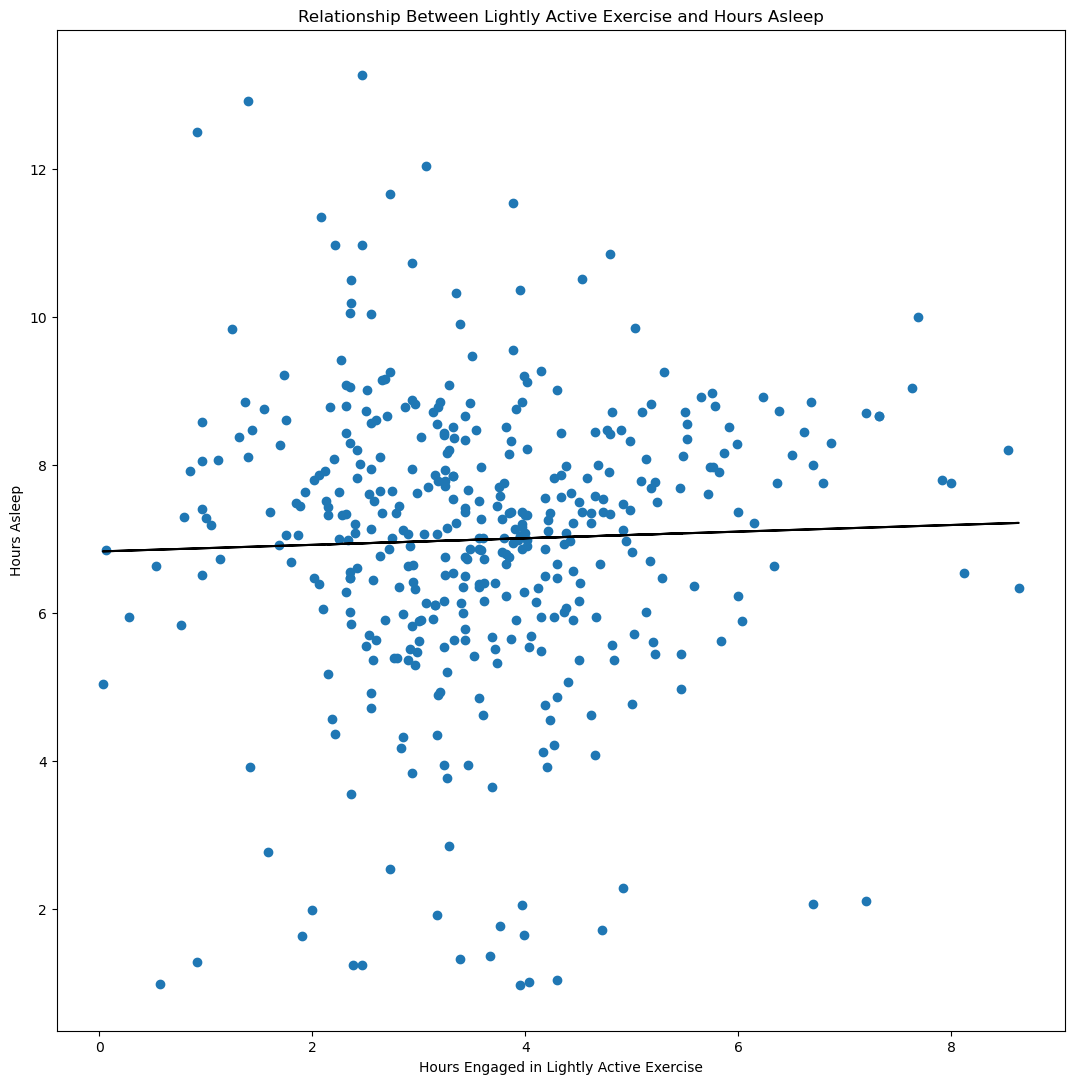 Relationship Between Lightly Active Exercise and Hours Asleep
Hours Asleep
12
10
8
6
4
2
0 2 4 6 8
Hours Engaged in Lightly Active Exercise